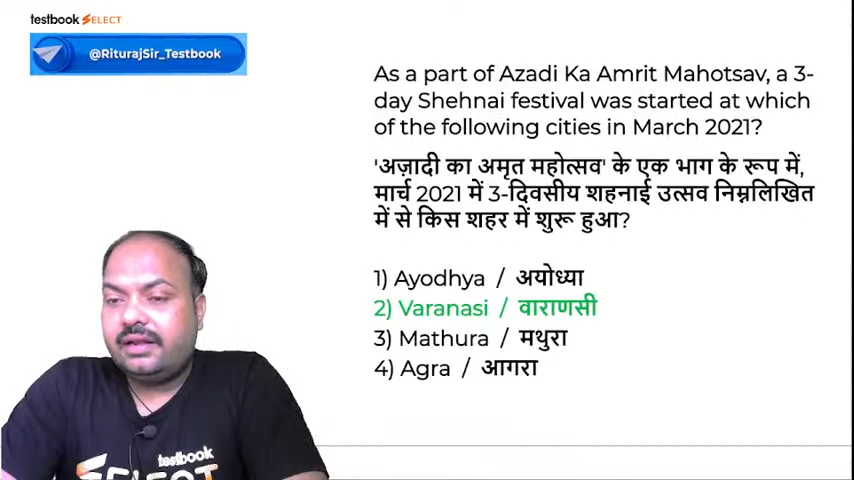 testbook SELECT
@RiturajSir_Testbook
As a part of Azadi Ka Amrit Mahotsav, a 3-
day Shehnai festival was started at which
of the following cities in March 2021?
'अज़ादी का अमृत महोत्सव' के एक भाग के रूप में,
मार्च 2021 में 3-दिवसीय शहनाई उत्सव निम्नलिखित
में से किस शहर में शुरू हुआ?
1) Ayodhya / अयोध्या
2) Varanasi / वाराणसी
3) Mathura / मथुरा
4) Agra / आगरा
testbook
SELECT